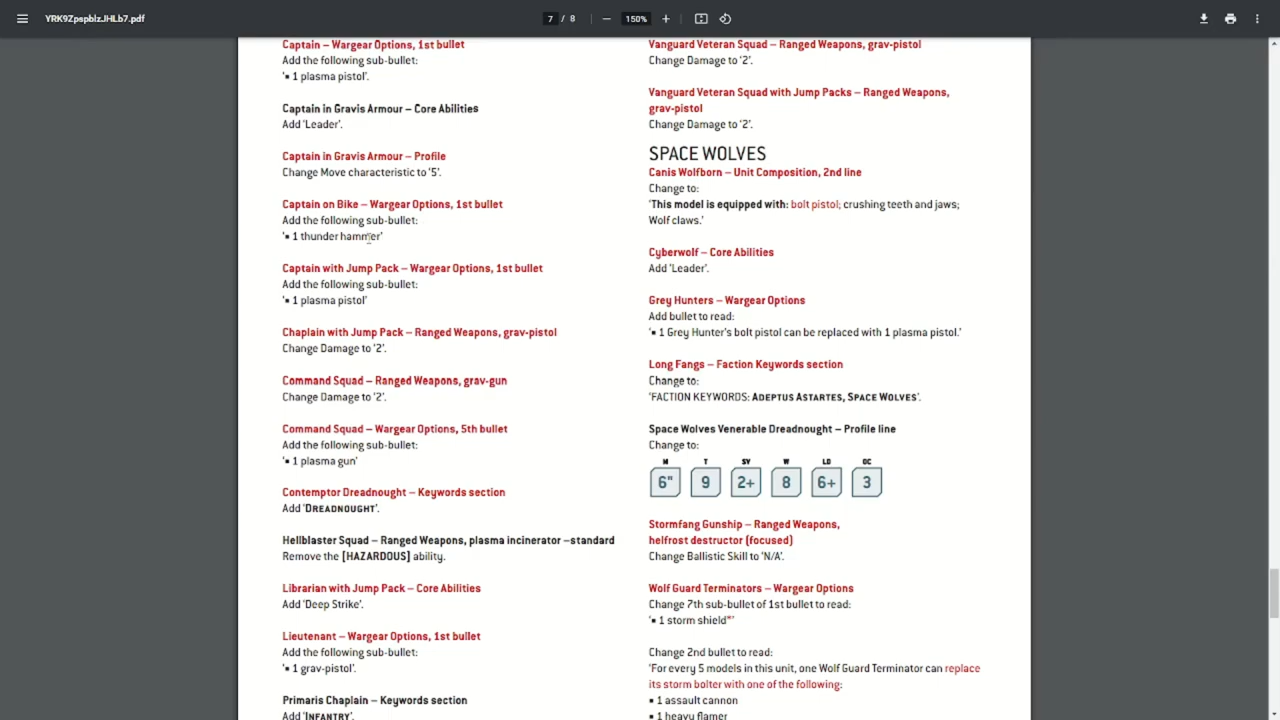 YRK9ZpspblzJHLb7.pdf
7 / 8
150%
Captain – Wargear Options, 1st bullet
Add the following sub-bullet:
'▪ 1 plasma pistol'.
Captain in Gravis Armour – Core Abilities
Add 'Leader'.
Captain in Gravis Armour – Profile
Change Move characteristic to '5'.
Captain on Bike – Wargear Options, 1st bullet
Add the following sub-bullet:
'▪ 1 thunder hammer'
Captain with Jump Pack – Wargear Options, 1st bullet
Add the following sub-bullet:
'▪ 1 plasma pistol'
Chaplain with Jump Pack – Ranged Weapons, grav-pistol
Change Damage to '2'.
Command Squad – Ranged Weapons, grav-gun
Change Damage to '2'.
Command Squad – Wargear Options, 5th bullet
Add the following sub-bullet:
'▪ 1 plasma gun'
Contemptor Dreadnought – Keywords section
Add 'DREADNOUGHT'.
Hellblaster Squad – Ranged Weapons, plasma incinerator –standard
Remove the [HAZARDOUS] ability.
Librarian with Jump Pack – Core Abilities
Add 'Deep Strike'.
Lieutenant – Wargear Options, 1st bullet
Add the following sub-bullet:
'▪ 1 grav-pistol'.
Primaris Chaplain – Keywords section
Add 'INFANTRY'.
Vanguard Veteran Squad – Ranged Weapons, grav-pistol
Change Damage to '2'.
Vanguard Veteran Squad with Jump Packs – Ranged Weapons,
grav-pistol
Change Damage to '2'.
SPACE WOLVES
Canis Wolfborn – Unit Composition, 2nd line
Change to:
'This model is equipped with: bolt pistol; crushing teeth and jaws;
Wolf claws.'
Cyberwolf – Core Abilities
Add 'Leader'.
Grey Hunters – Wargear Options
Add bullet to read:
'▪ 1 Grey Hunter's bolt pistol can be replaced with 1 plasma pistol.'
Long Fangs – Faction Keywords section
Change to:
'FACTION KEYWORDS: ADEPTUS ASTARTES, SPACE WOLVES'.
Space Wolves Venerable Dreadnought – Profile line
Change to:
M T SV W LD OC
6" 9 2+ 8 6+ 3
Stormfang Gunship – Ranged Weapons,
helfrost destructor (focused)
Change Ballistic Skill to 'N/A'.
Wolf Guard Terminators – Wargear Options
Change 7th sub-bullet of 1st bullet to read:
'▪ 1 storm shield*'
Change 2nd bullet to read:
'For every 5 models in this unit, one Wolf Guard Terminator can replace
its storm bolter with one of the following:
▪ 1 assault cannon
▪ 1 heavy flamer